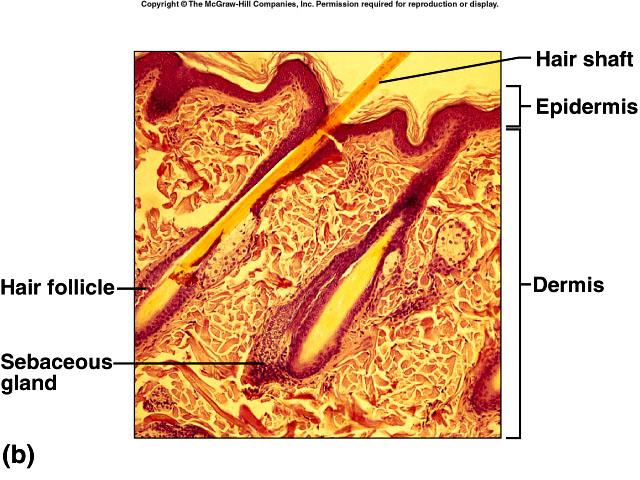 Copyright © The McGraw-Hill Companies, Inc. Permission required for reproduction or display.
Hair shaft
Epidermis
Dermis
Hair follicle
Sebaceous
gland
(b)